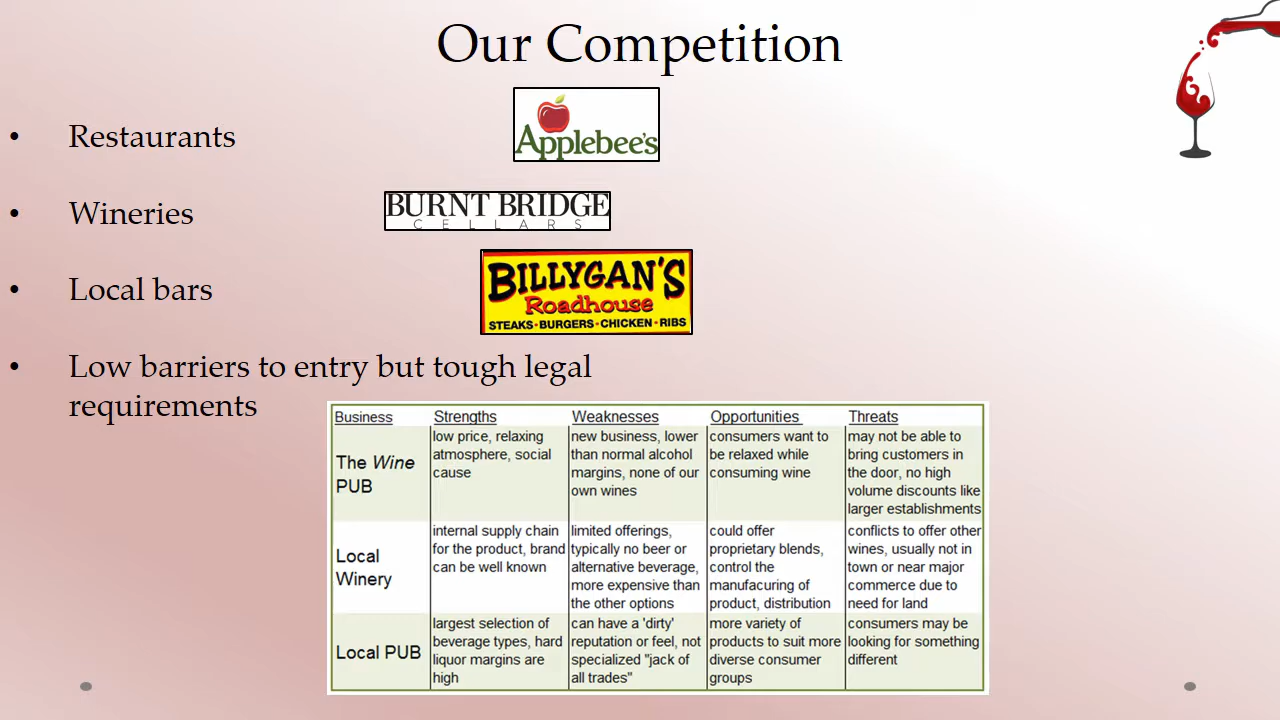 Our Competition
• Restaurants
Applebee's
• Wineries
BURNT BRIDGE
CELLARS
• Local bars
BILLYGAN'S
Roadhouse
STEAKS•BURGERS•CHICKEN•RIBS
• Low barriers to entry but tough legal
requirements
Business Strengths Weaknesses Opportunities Threats
The Wine
PUB
low price, relaxing
atmosphere, social
cause
new business, lower
than normal alcohol
margins, none of our
own wines
consumers want to
be relaxed while
consuming wine
may not be able to
bring customers in
the door, no high
volume discounts like
larger establishments
Local
Winery
internal supply chain
for the product, brand
can be well known
limited offerings,
typically no beer or
alternative beverage,
more expensive than
the other options
could offer
proprietary blends,
control the
manufacuring of
product, distribution
conflicts to offer other
wines, usually not in
town or near major
commerce due to
need for land
Local PUB
largest selection of
beverage types, hard
liquor margins are
high
can have a 'dirty'
reputation or feel, not
specialized "jack of
all trades"
more variety of
products to suit more
diverse consumer
groups
consumers may be
looking for something
different